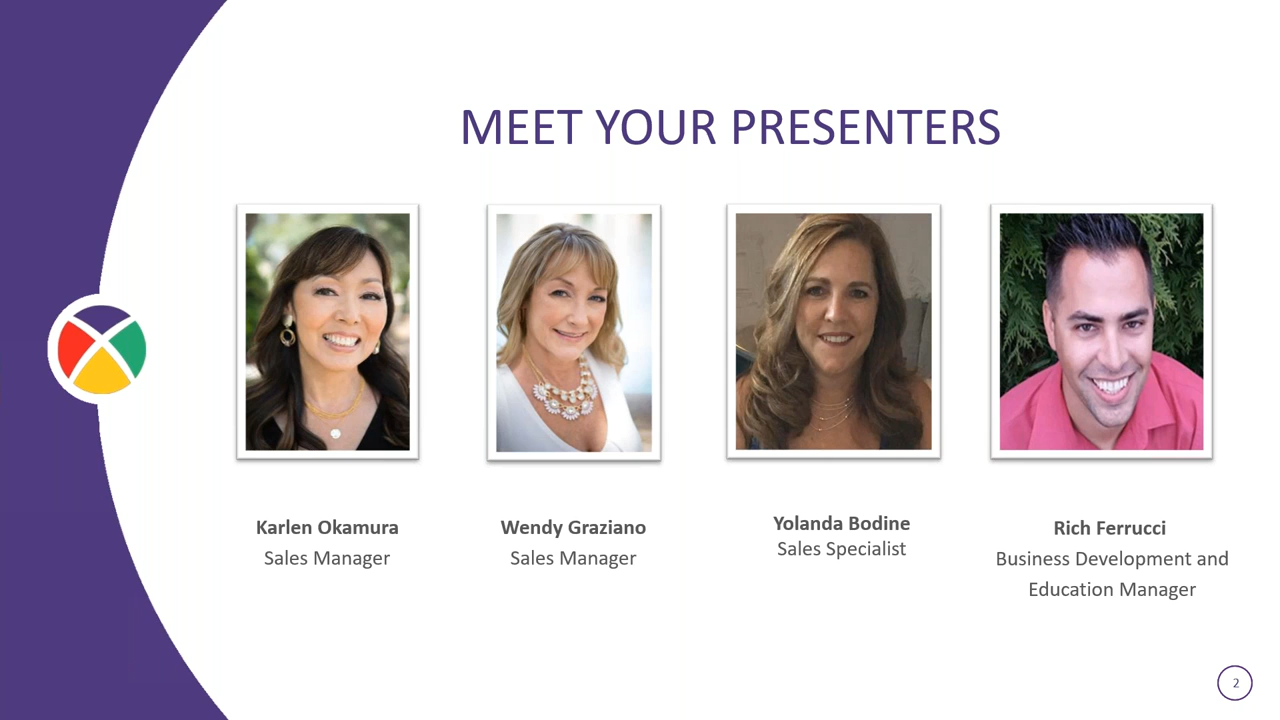 MEET YOUR PRESENTERS
Karlen Okamura
Sales Manager
Wendy Graziano
Sales Manager
Yolanda Bodine
Sales Specialist
Rich Ferrucci
Business Development and
Education Manager
2